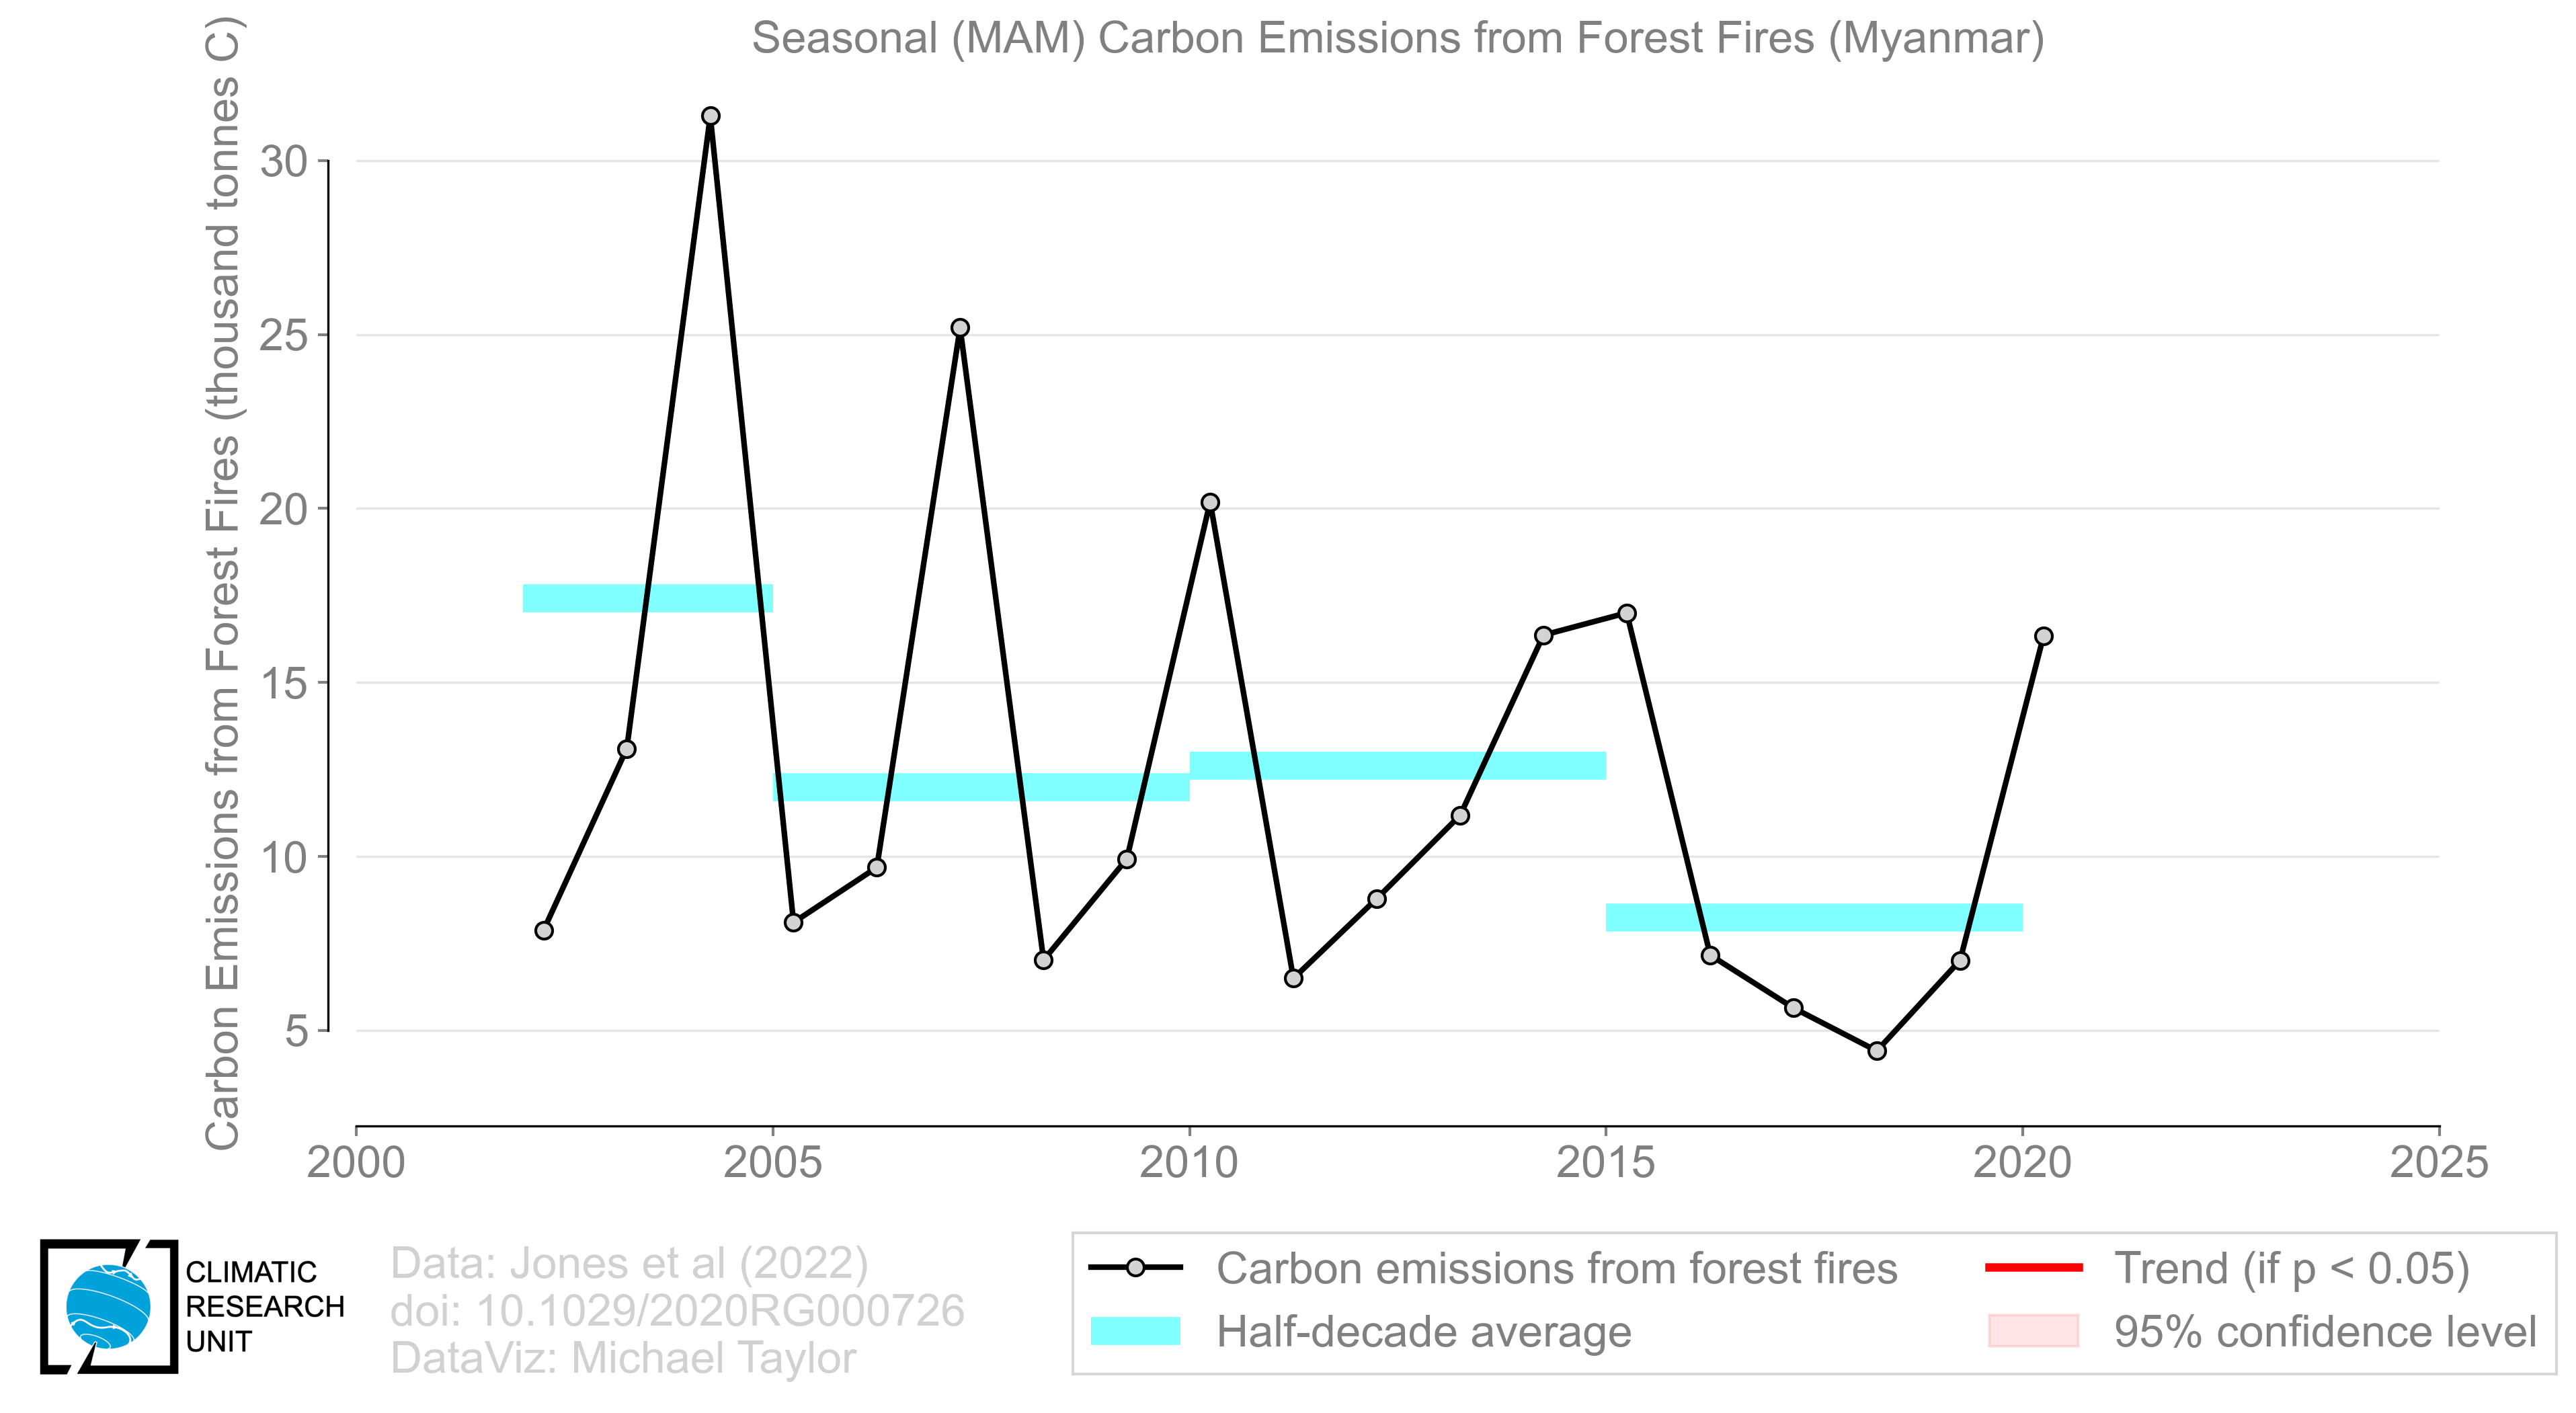 Seasonal (MAM) Carbon Emissions from Forest Fires (Myanmar)
Carbon Emissions from Forest Fires (thousand tonnes C)
30
25
20
15
10
5
2000 2005 2010 2015 2020 2025
CLIMATIC
RESEARCH
UNIT
Data: Jones et al (2022)
doi: 10.1029/2020RG000726
DataViz: Michael Taylor
Carbon emissions from forest fires
Half-decade average
Trend (if p < 0.05)
95% confidence level